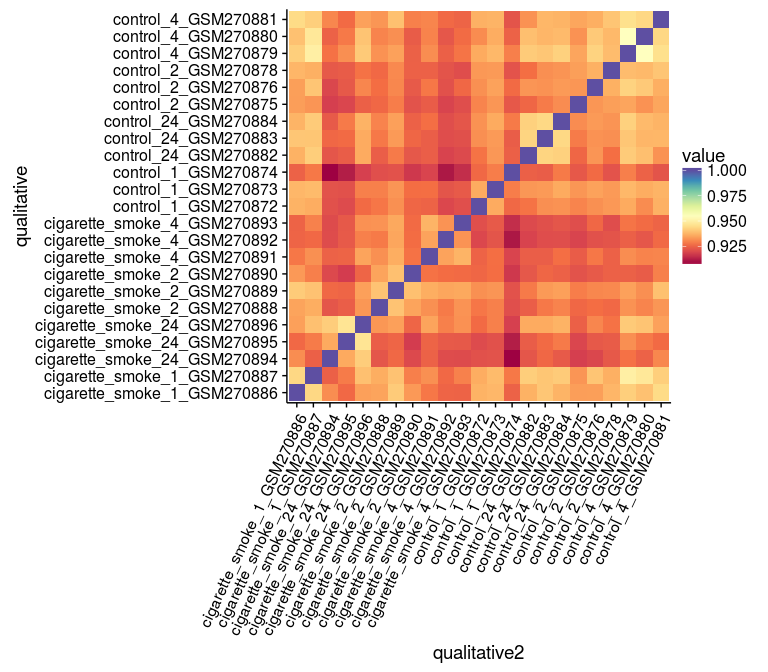 control_4_GSM270881
control_4_GSM270880
control_4_GSM270879
control_2_GSM270878
control_2_GSM270876
control_2_GSM270875
control_24_GSM270884
control_24_GSM270883
control_24_GSM270882
control_1_GSM270874
control_1_GSM270873
control_1_GSM270872
cigarette_smoke_4_GSM270893
cigarette_smoke_4_GSM270892
cigarette_smoke_4_GSM270891
cigarette_smoke_2_GSM270890
cigarette_smoke_2_GSM270889
cigarette_smoke_2_GSM270888
cigarette_smoke_24_GSM270896
cigarette_smoke_24_GSM270895
cigarette_smoke_24_GSM270894
cigarette_smoke_1_GSM270887
cigarette_smoke_1_GSM270886
qualitative
value
1.000
0.975
0.950
0.925
cigarette_smoke_1_GSM270886
cigarette_smoke_1_GSM270887
cigarette_smoke_24_GSM270894
cigarette_smoke_24_GSM270895
cigarette_smoke_24_GSM270896
cigarette_smoke_2_GSM270888
cigarette_smoke_2_GSM270889
cigarette_smoke_2_GSM270890
cigarette_smoke_4_GSM270891
cigarette_smoke_4_GSM270892
cigarette_smoke_4_GSM270893
control_1_GSM270872
control_1_GSM270873
control_1_GSM270874
control_24_GSM270882
control_24_GSM270883
control_24_GSM270884
control_2_GSM270875
control_2_GSM270876
control_2_GSM270878
control_4_GSM270879
control_4_GSM270880
control_4_GSM270881
qualitative2